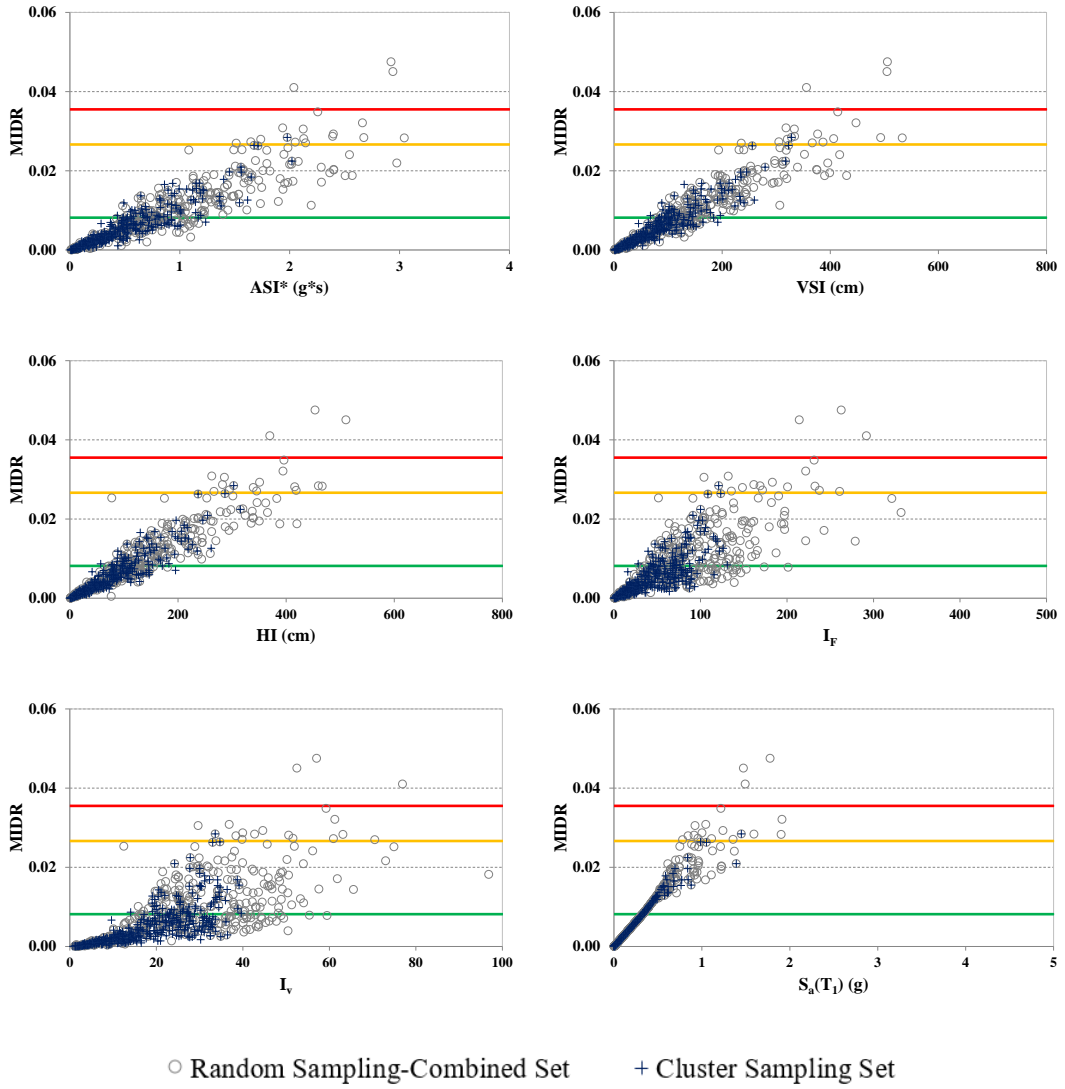 0.06 0.06
0.04 0.04
MIDR MIDR
0.02 0.02
0.00 0.00
0 1 2 3 4 0 200 400 600 800
ASI* (g*s) VSI (cm)
0.06 0.06
0.04 0.04
MIDR MIDR
0.02 0.02
0.00 0.00
0 200 400 600 800 0 100 200 300 400 500
HI (cm) I_F
0.06 0.06
0.04 0.04
MIDR MIDR
0.02 0.02
0.00 0.00
0 20 40 60 80 100 0 1 2 3 4 5
I_v S_a(T_1) (g)
Random Sampling-Combined Set Cluster Sampling Set